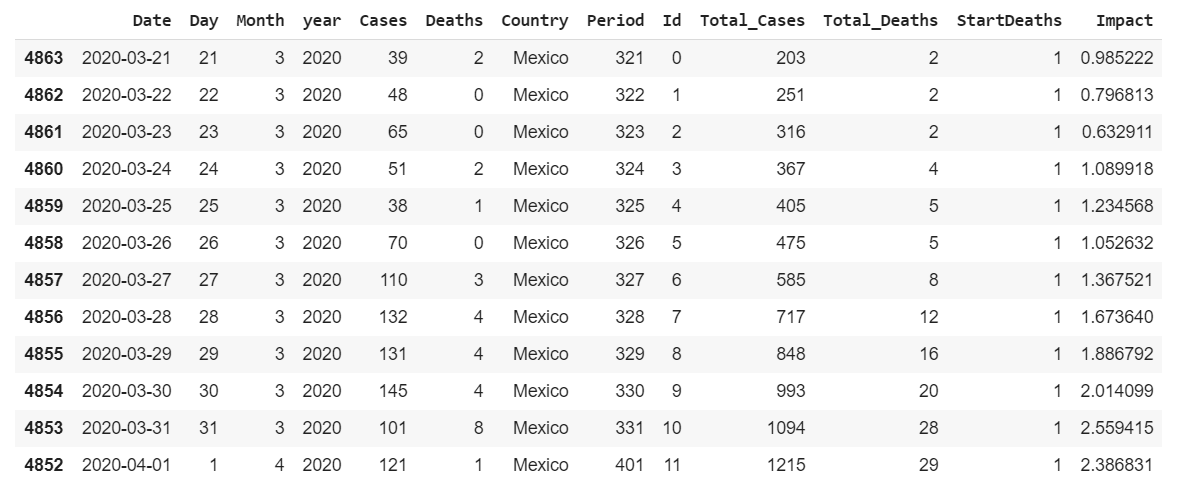 Date Day Month year Cases Deaths Country Period Id Total_Cases Total_Deaths StartDeaths Impact
4863 2020-03-21 21 3 2020 39 2 Mexico 321 0 203 2 1 0.985222
4862 2020-03-22 22 3 2020 48 0 Mexico 322 1 251 2 1 0.796813
4861 2020-03-23 23 3 2020 65 0 Mexico 323 2 316 2 1 0.632911
4860 2020-03-24 24 3 2020 51 2 Mexico 324 3 367 4 1 1.089918
4859 2020-03-25 25 3 2020 38 1 Mexico 325 4 405 5 1 1.234568
4858 2020-03-26 26 3 2020 70 0 Mexico 326 5 475 5 1 1.052632
4857 2020-03-27 27 3 2020 110 3 Mexico 327 6 585 8 1 1.367521
4856 2020-03-28 28 3 2020 132 4 Mexico 328 7 717 12 1 1.673640
4855 2020-03-29 29 3 2020 131 4 Mexico 329 8 848 16 1 1.886792
4854 2020-03-30 30 3 2020 145 4 Mexico 330 9 993 20 1 2.014099
4853 2020-03-31 31 3 2020 101 8 Mexico 331 10 1094 28 1 2.559415
4852 2020-04-01 1 4 2020 121 1 Mexico 401 11 1215 29 1 2.386831